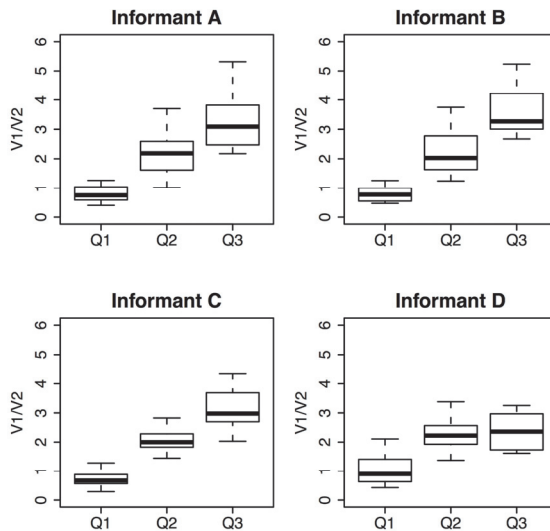 Informant A
V1/V2
0 1 2 3 4 5 6
Q1 Q2 Q3
Informant B
V1/V2
0 1 2 3 4 5 6
Q1 Q2 Q3
Informant C
V1/V2
0 1 2 3 4 5 6
Q1 Q2 Q3
Informant D
V1/V2
0 1 2 3 4 5 6
Q1 Q2 Q3